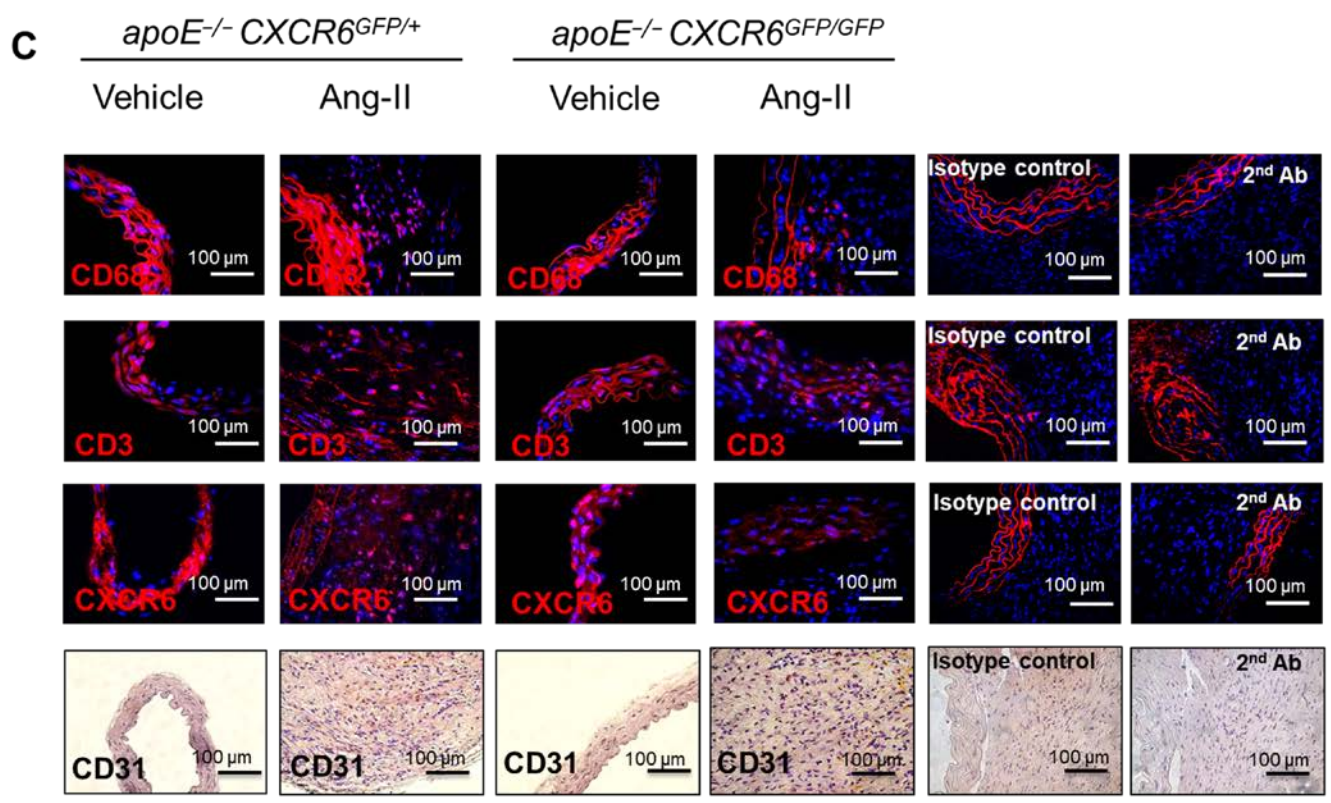 C
apoE–/– CXCR6GFP/+ apoE–/– CXCR6GFP/GFP
Vehicle Ang-II Vehicle Ang-II
Isotype control 2nd Ab
100 µm 100 µm 100 µm 100 µm 100 µm 100 µm
CD68 CD68 CD68 CD68
Isotype control 2nd Ab
100 µm 100 µm 100 µm 100 µm 100 µm 100 µm
CD3 CD3 CD3 CD3
Isotype control 2nd Ab
100 µm 100 µm 100 µm 100 µm 100 µm 100 µm
CXCR6 CXCR6 CXCR6 CXCR6
Isotype control 2nd Ab
100 µm 100 µm 100 µm 100 µm 100 µm 100 µm
CD31 CD31 CD31 CD31